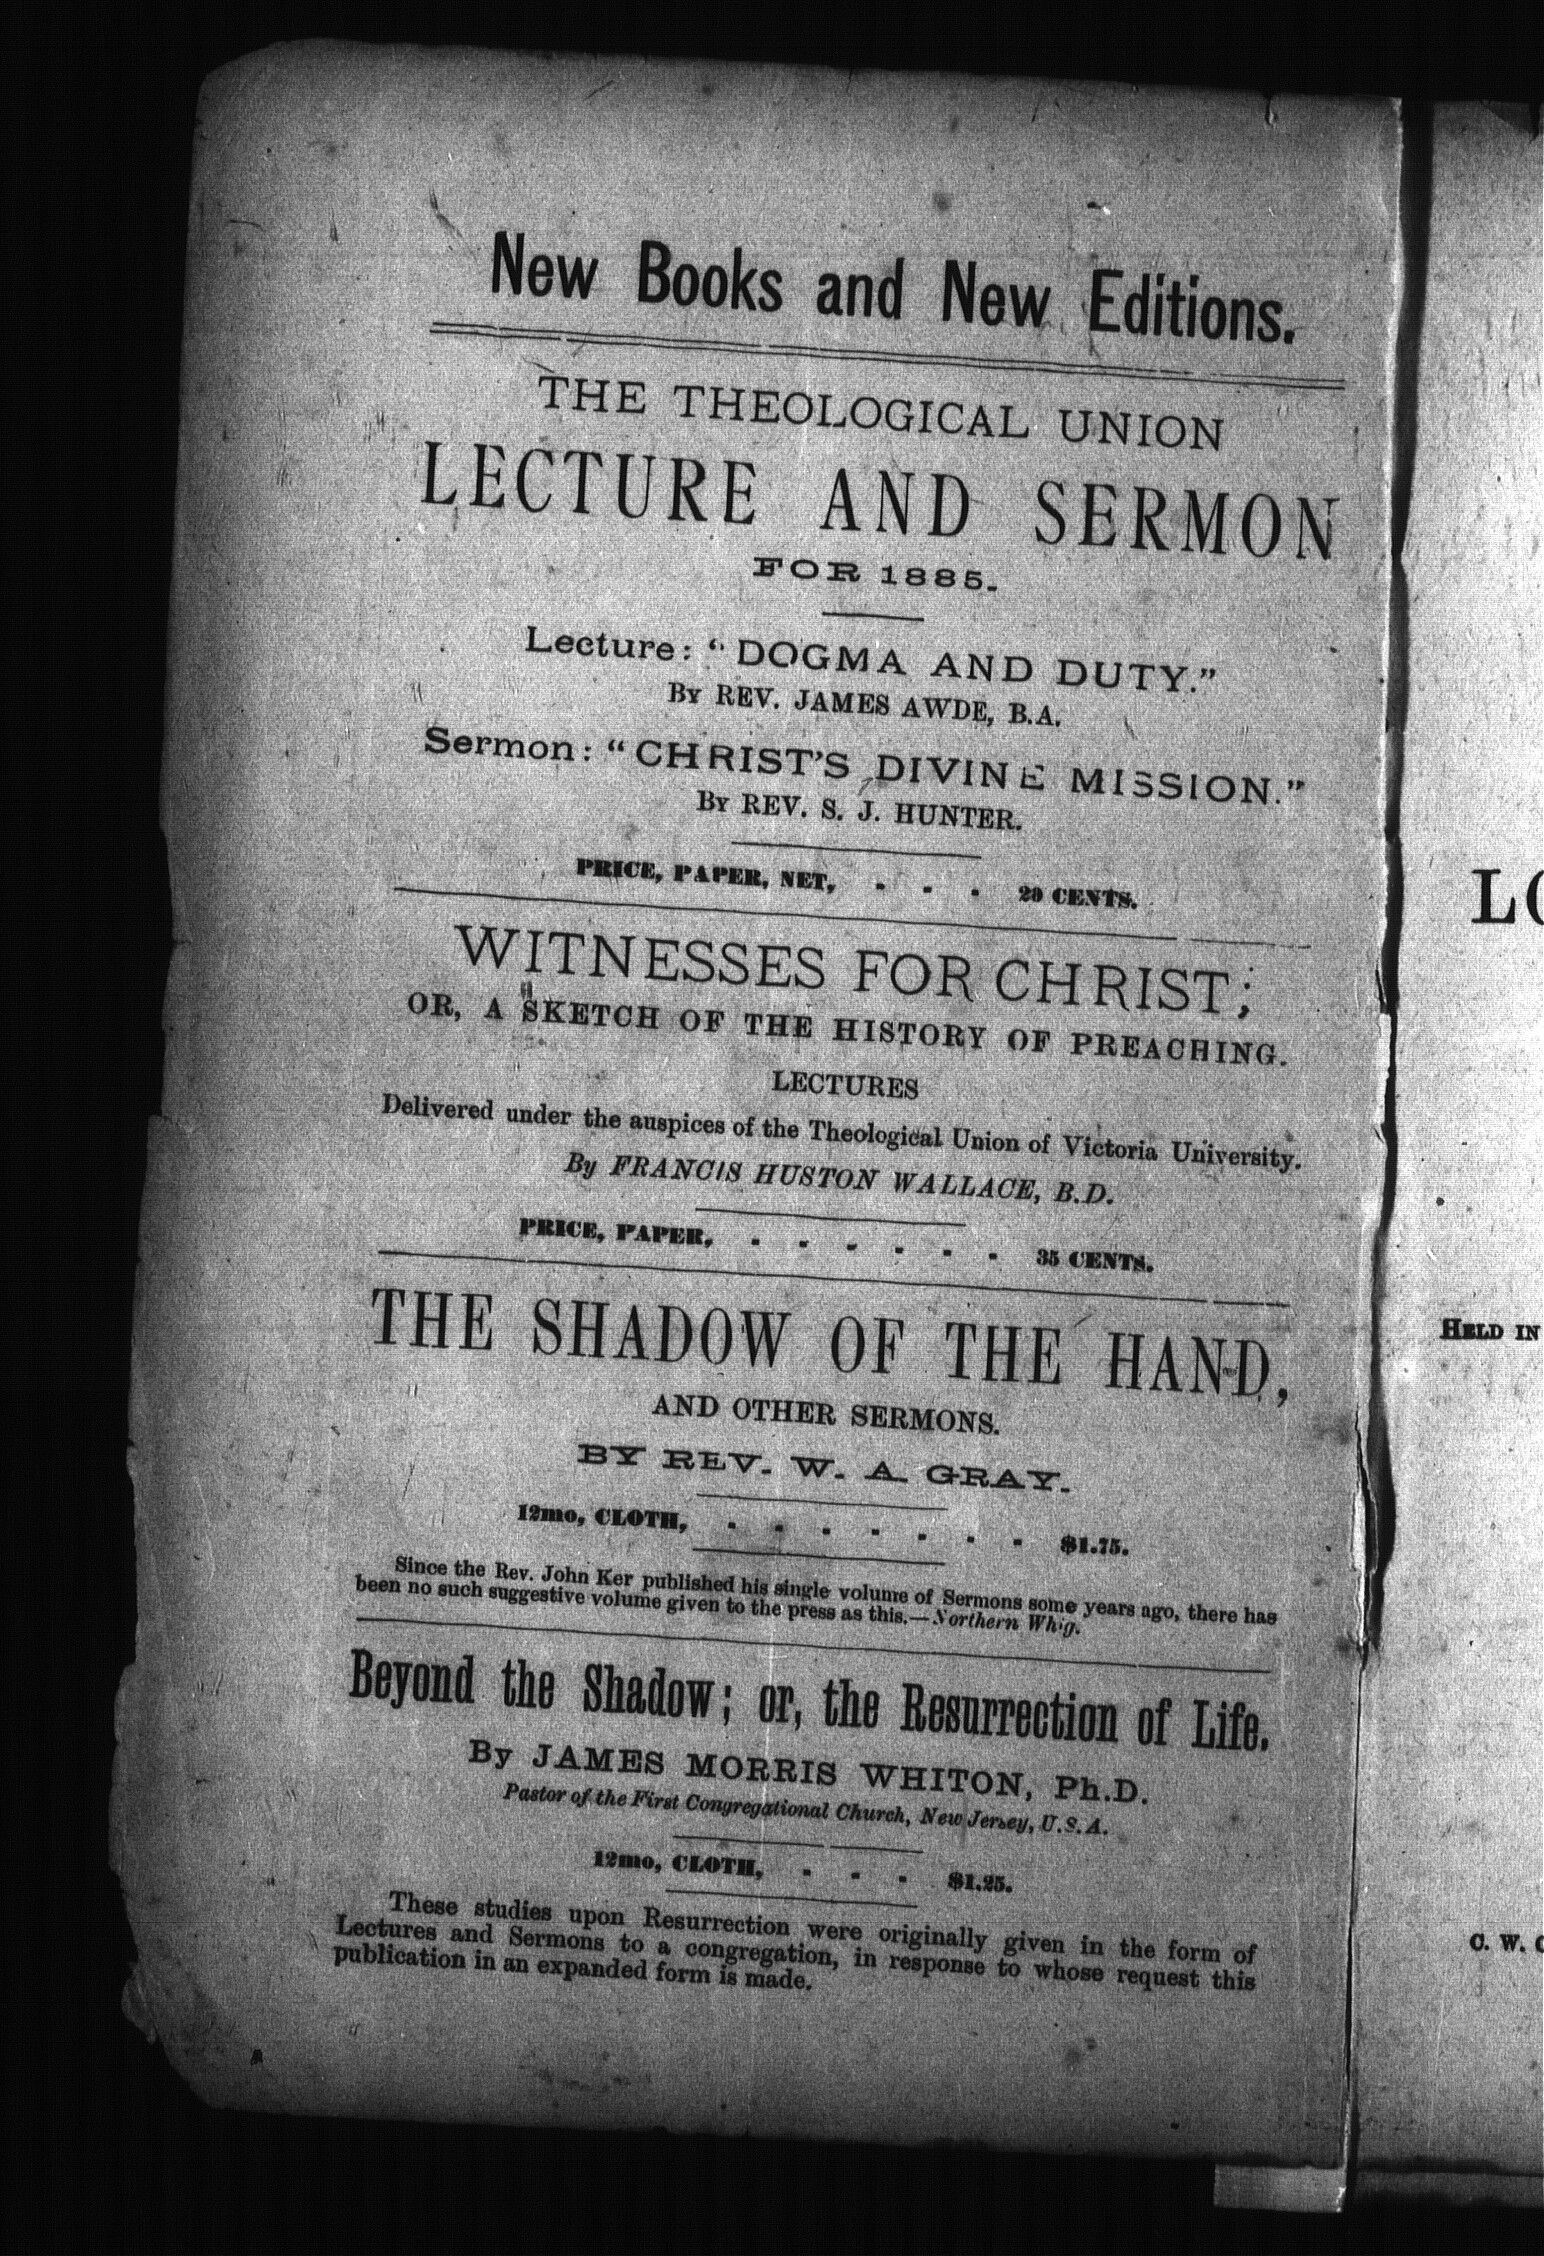 New Books and New Editions.
THE THEOLOGICAL UNION
LECTURE AND SERMON
FOR 1885.
Lecture: "DOGMA AND DUTY."
By REV. JAMES AWDE, B.A.
Sermon: "CHRIST'S DIVINE MISSION."
By REV. S. J. HUNTER.
PRICE, PAPER, NET, - - - 20 CENTS.
WITNESSES FOR CHRIST;
OR, A SKETCH OF THE HISTORY OF PREACHING.
LECTURES
Delivered under the auspices of the Theological Union of Victoria University.
By FRANCIS HUSTON WALLACE, B.D.
PRICE, PAPER, - - - - - - 35 CENTS.
THE SHADOW OF THE HAND,
AND OTHER SERMONS.
BY REV. W. A. GRAY.
12mo, CLOTH, - - - - - - - $1.75.
Since the Rev. John Ker published his single volume of Sermons some years ago, there has
been no such suggestive volume given to the press as this.—Northern Whig.
Beyond the Shadow; or, the Resurrection of Life.
By JAMES MORRIS WHITON, Ph.D.
Pastor of the First Congregational Church, New Jersey, U.S.A.
12mo, CLOTH, - - - $1.25.
These studies upon Resurrection were originally given in the form of
Lectures and Sermons to a congregation, in response to whose request this
publication in an expanded form is made.
HELD IN
C. W.